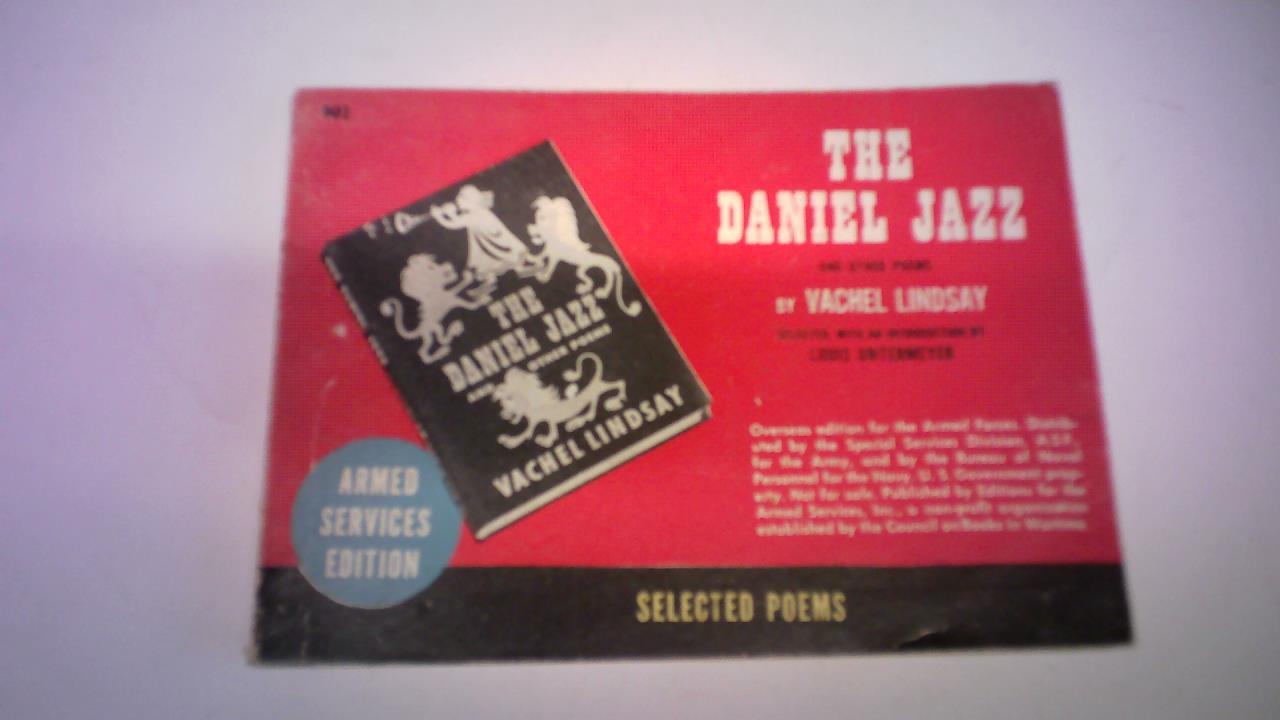 THE
DANIEL JAZZ
AND OTHER POEMS
BY VACHEL LINDSAY
SELECTED, WITH AN INTRODUCTION BY
LOUIS UNTERMEYER
THE
DANIEL JAZZ
AND OTHER POEMS
VACHEL LINDSAY
Overseas edition for the Armed Forces. Distrib-
uted by the Special Services Division, A.S.F.,
for the Army, and by the Bureau of Naval
Personnel for the Navy. U. S. Government prop-
erty. Not for sale. Published by Editions for the
Armed Services, Inc., a non-profit organization
established by the Council on Books in Wartime.
ARMED
SERVICES
EDITION
SELECTED POEMS